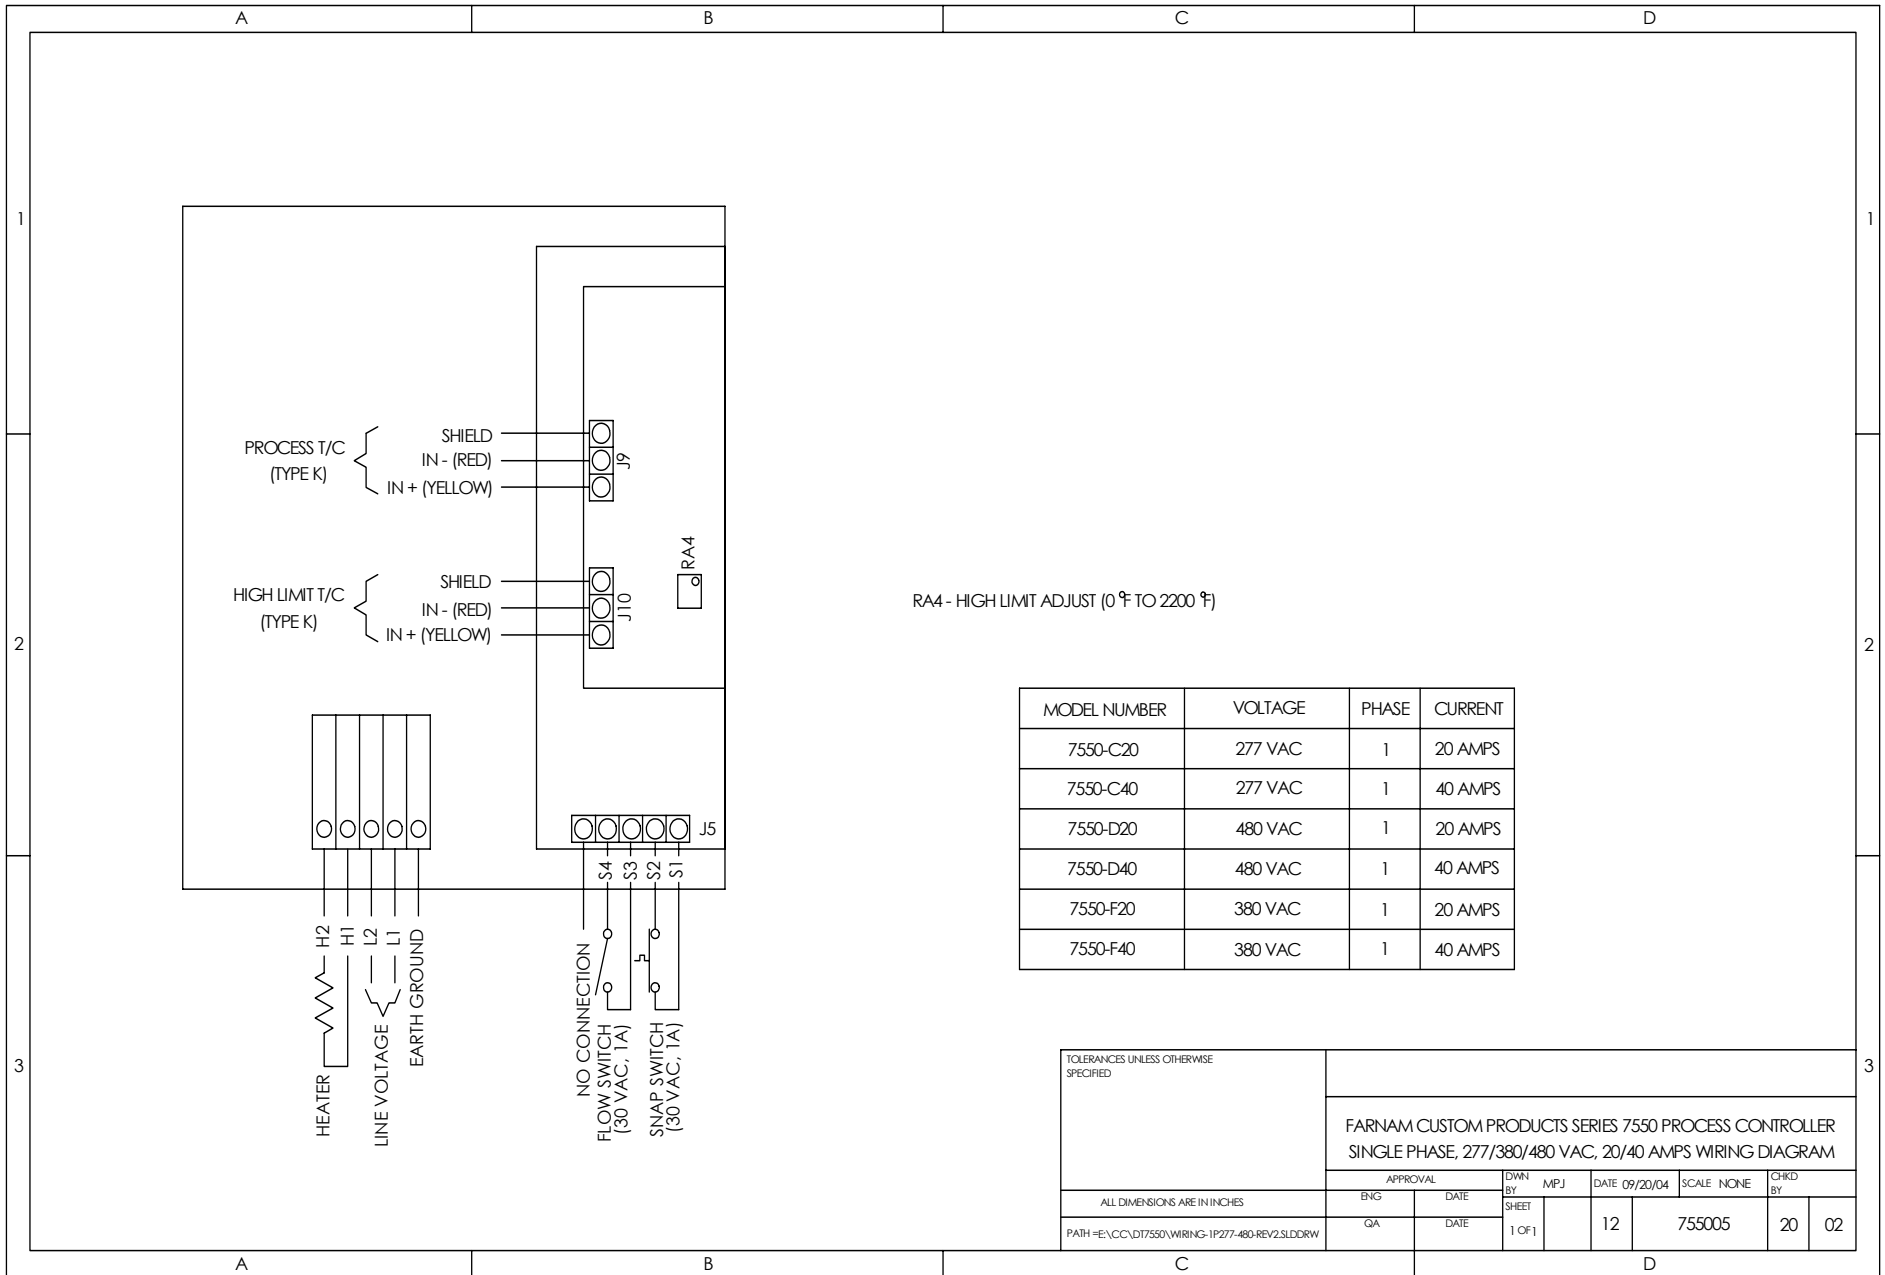 A B C D
1 1
PROCESS T/C
(TYPE K)
SHIELD
IN - (RED)
IN + (YELLOW)
J9
HIGH LIMIT T/C
(TYPE K)
SHIELD
IN - (RED)
IN + (YELLOW)
J10
RA4
RA4 - HIGH LIMIT ADJUST (0 °F TO 2200 °F)
2 2
MODEL NUMBER VOLTAGE PHASE CURRENT
7550-C20 277 VAC 1 20 AMPS
7550-C40 277 VAC 1 40 AMPS
7550-D20 480 VAC 1 20 AMPS
7550-D40 480 VAC 1 40 AMPS
7550-F20 380 VAC 1 20 AMPS
7550-F40 380 VAC 1 40 AMPS
J5
S4
S3
S2
S1
H2
H1
L2
L1
EARTH GROUND
HEATER
LINE VOLTAGE
NO CONNECTION
FLOW SWITCH
(30 VAC, 1A)
SNAP SWITCH
(30 VAC, 1A)
3 3
TOLERANCES UNLESS OTHERWISE
SPECIFIED
ALL DIMENSIONS ARE IN INCHES
PATH =E:\CC\DT7550\WIRING-1P277-480-REV2.SLDDRW
FARNAM CUSTOM PRODUCTS SERIES 7550 PROCESS CONTROLLER
SINGLE PHASE, 277/380/480 VAC, 20/40 AMPS WIRING DIAGRAM
APPROVAL
ENG DATE
QA DATE
DWN
BY MPJ
DATE 09/20/04
SCALE NONE
CHKD
BY
SHEET
1 OF 1
12 755005 20 02
A B C D